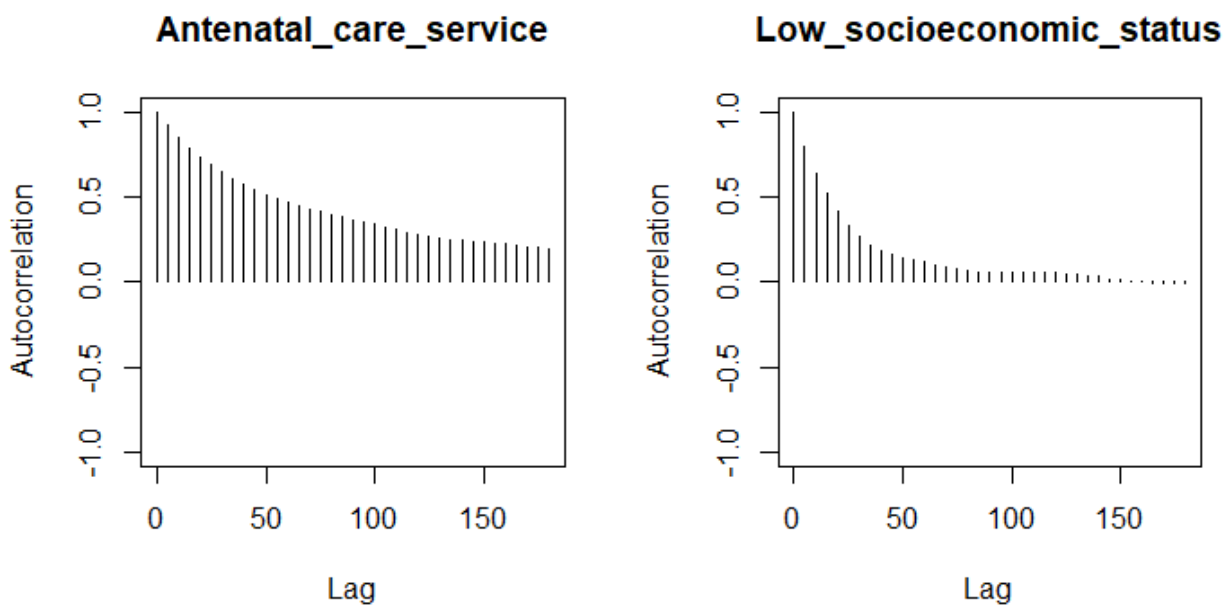 Antenatal_care_service
Autocorrelation
1.0
0.5
0.0
-0.5
-1.0
0 50 100 150
Lag
Low_socioeconomic_status
Autocorrelation
1.0
0.5
0.0
-0.5
-1.0
0 50 100 150
Lag